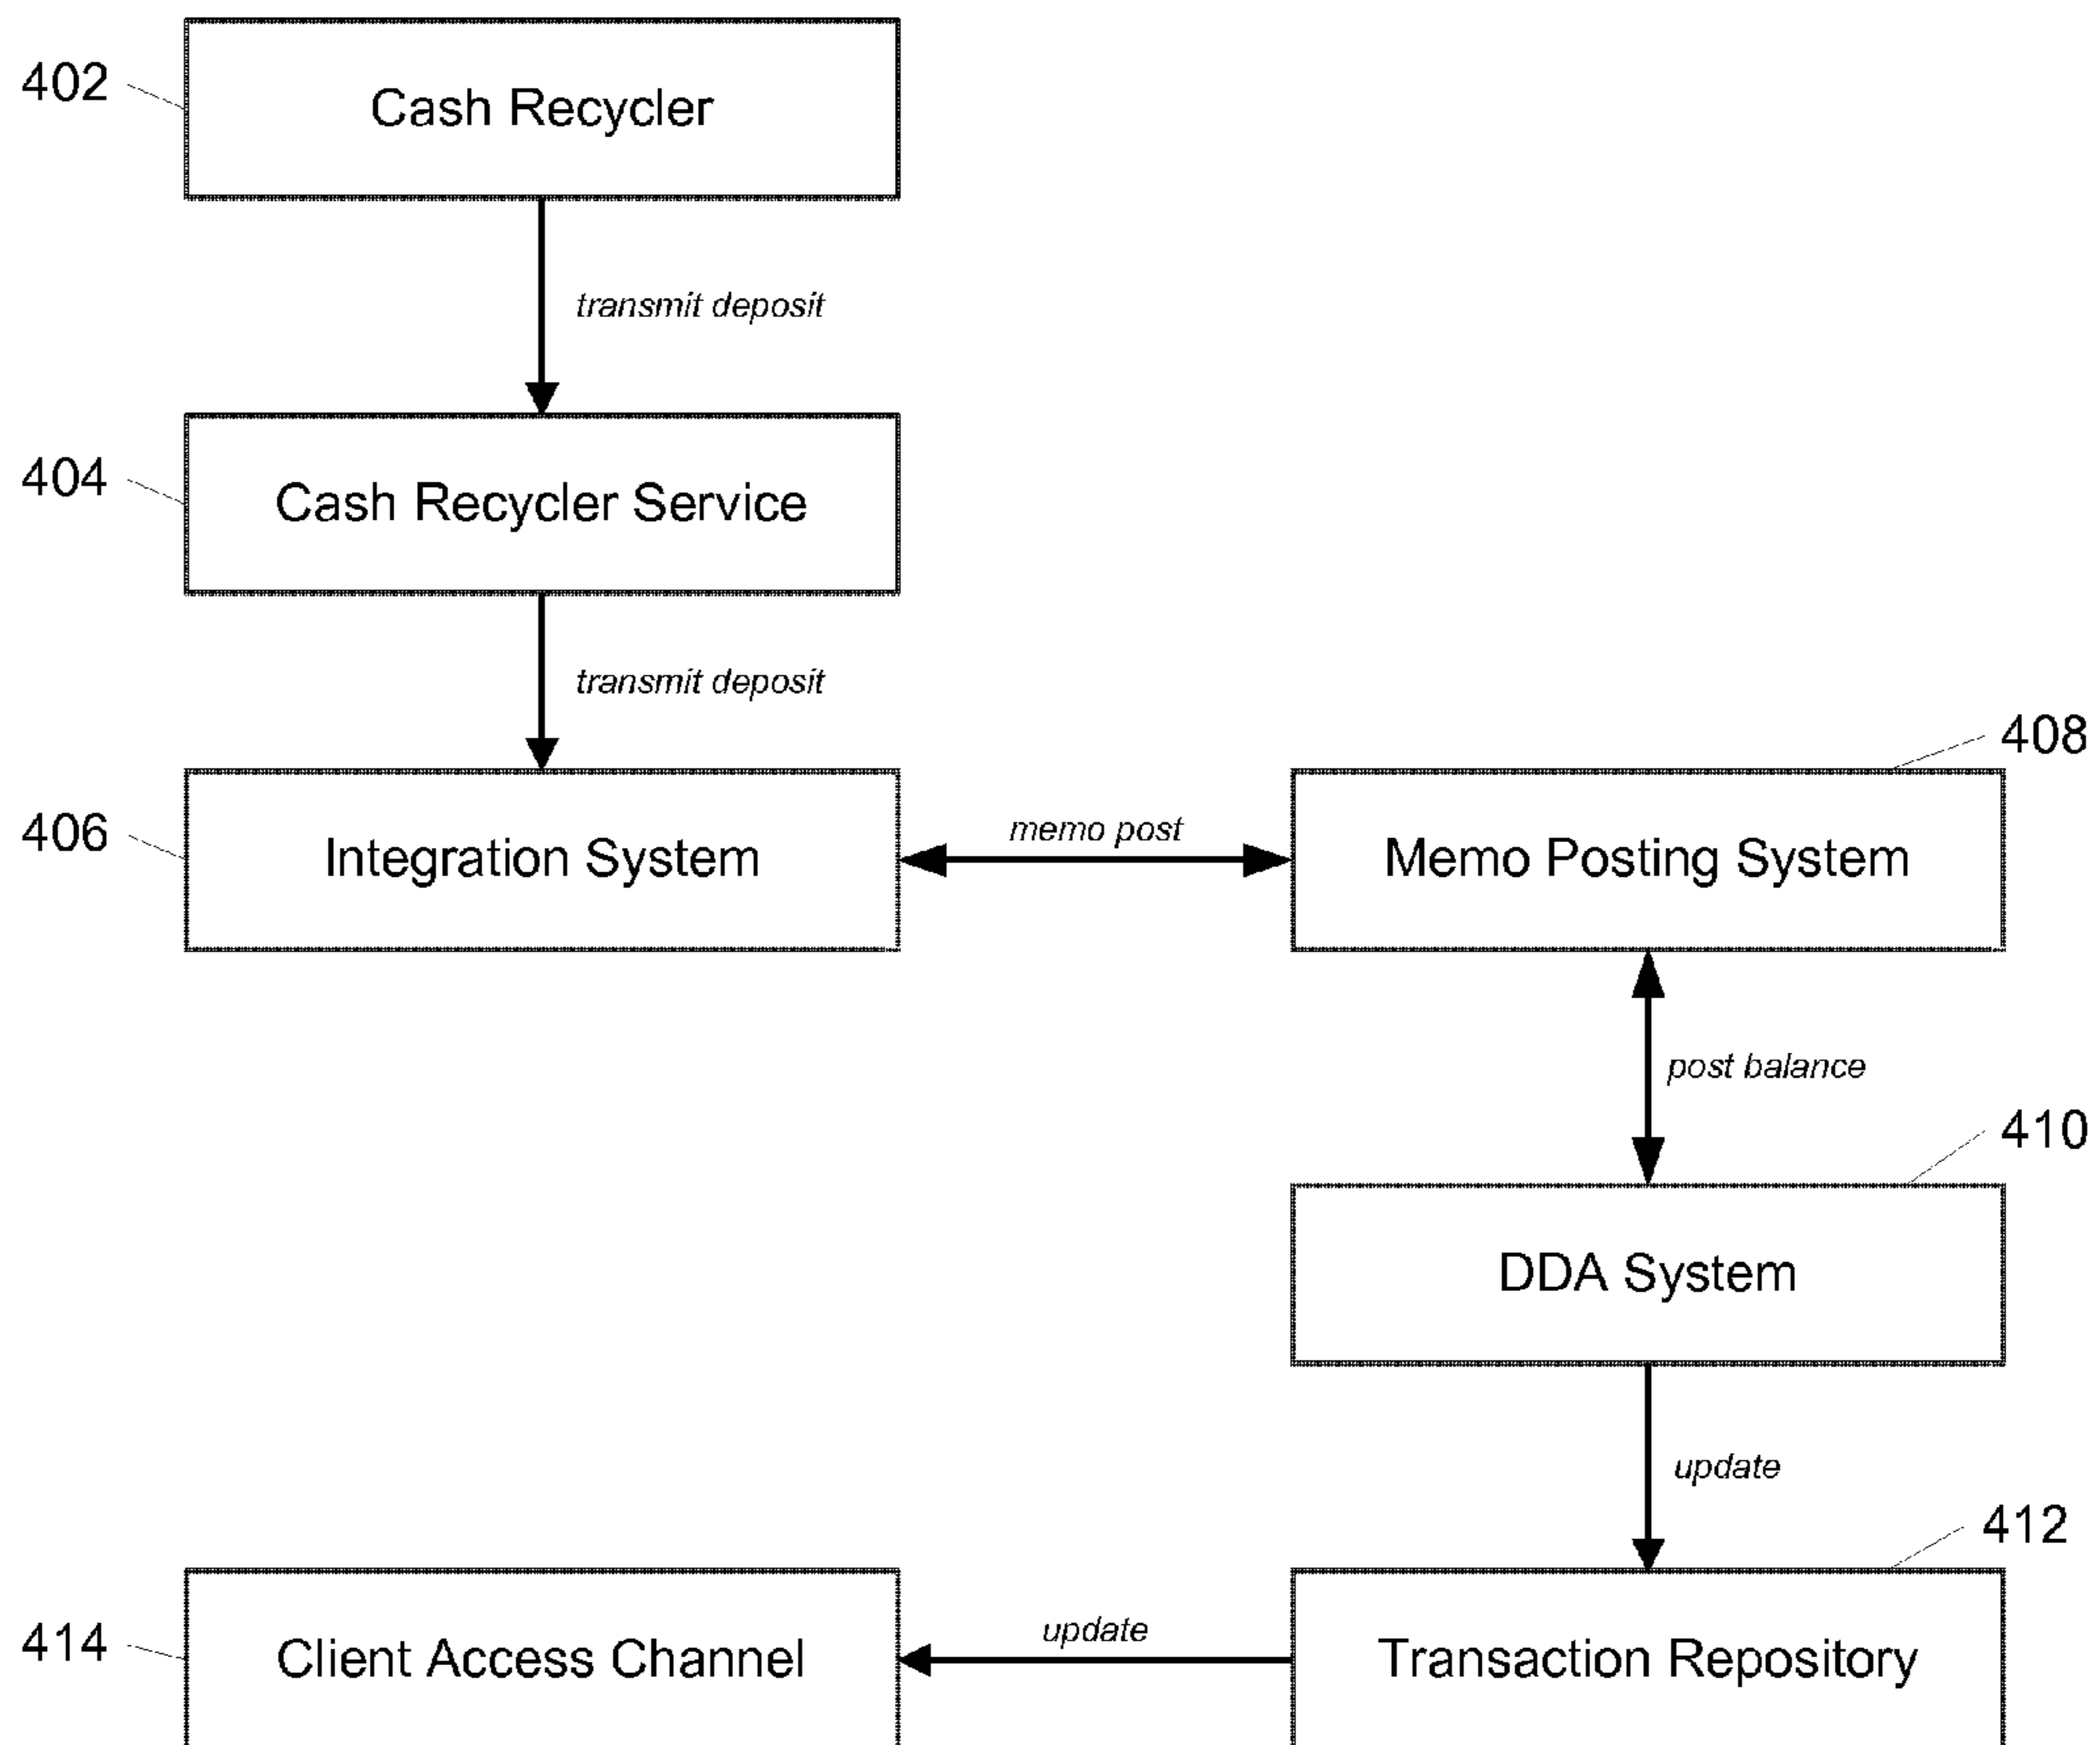 402
Cash Recycler
transmit deposit
404
Cash Recycler Service
transmit deposit
406
Integration System
memo post
408
Memo Posting System
post balance
410
DDA System
update
412
Transaction Repository
update
414
Client Access Channel